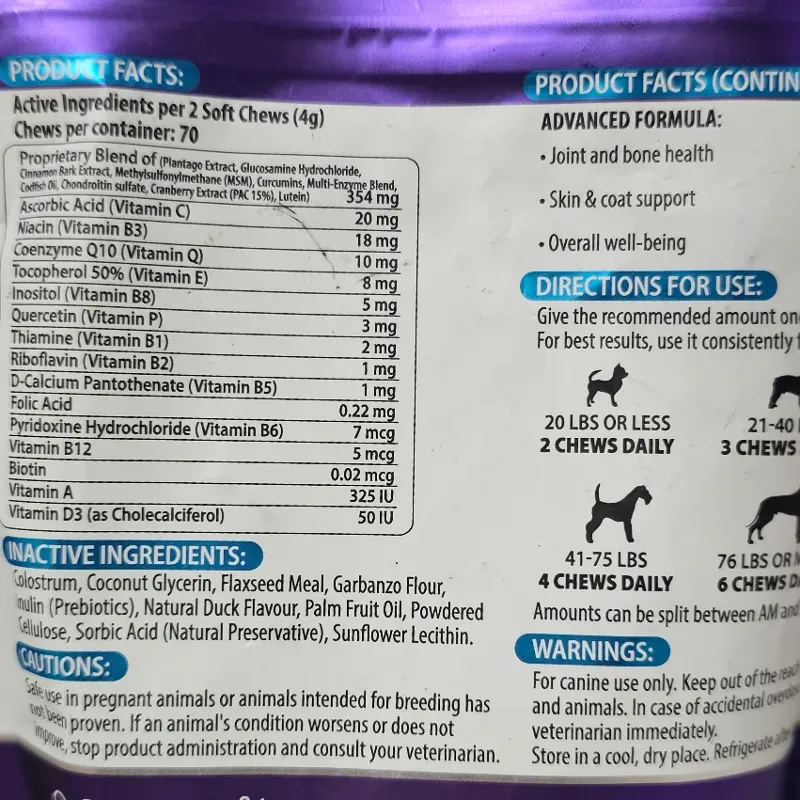 PRODUCT FACTS:
Active Ingredients per 2 Soft Chews (4g)
Chews per container: 70
Proprietary Blend of (Plantago Extract, Glucosamine Hydrochloride,
Cinnamon Bark Extract, Methylsulfonylmethane (MSM), Curcumins, Multi-Enzyme Blend,
Codfish Oil, Chondroitin sulfate, Cranberry Extract (PAC 15%), Lutein) 354 mg
Ascorbic Acid (Vitamin C) 20 mg
Niacin (Vitamin B3) 18 mg
Coenzyme Q10 (Vitamin Q) 10 mg
Tocopherol 50% (Vitamin E) 8 mg
Inositol (Vitamin B8) 5 mg
Quercetin (Vitamin P) 3 mg
Thiamine (Vitamin B1) 2 mg
Riboflavin (Vitamin B2) 1 mg
D-Calcium Pantothenate (Vitamin B5) 1 mg
Folic Acid 0.22 mg
Pyridoxine Hydrochloride (Vitamin B6) 7 mcg
Vitamin B12 5 mcg
Biotin 0.02 mcg
Vitamin A 325 IU
Vitamin D3 (as Cholecalciferol) 50 IU
INACTIVE INGREDIENTS:
Colostrum, Coconut Glycerin, Flaxseed Meal, Garbanzo Flour,
Inulin (Prebiotics), Natural Duck Flavour, Palm Fruit Oil, Powdered
Cellulose, Sorbic Acid (Natural Preservative), Sunflower Lecithin.
CAUTIONS:
Safe use in pregnant animals or animals intended for breeding has
not been proven. If an animal's condition worsens or does not
improve, stop product administration and consult your veterinarian.
PRODUCT FACTS (CONTIN
ADVANCED FORMULA:
• Joint and bone health
• Skin & coat support
• Overall well-being
DIRECTIONS FOR USE:
Give the recommended amount on
For best results, use it consistently
20 LBS OR LESS
2 CHEWS DAILY
21-40
3 CHEWS
41-75 LBS
4 CHEWS DAILY
76 LBS OR
6 CHEWS
Amounts can be split between AM and
WARNINGS:
For canine use only. Keep out of the
and animals. In case of accidental
veterinarian immediately.
Store in a cool, dry place. Refrigerate